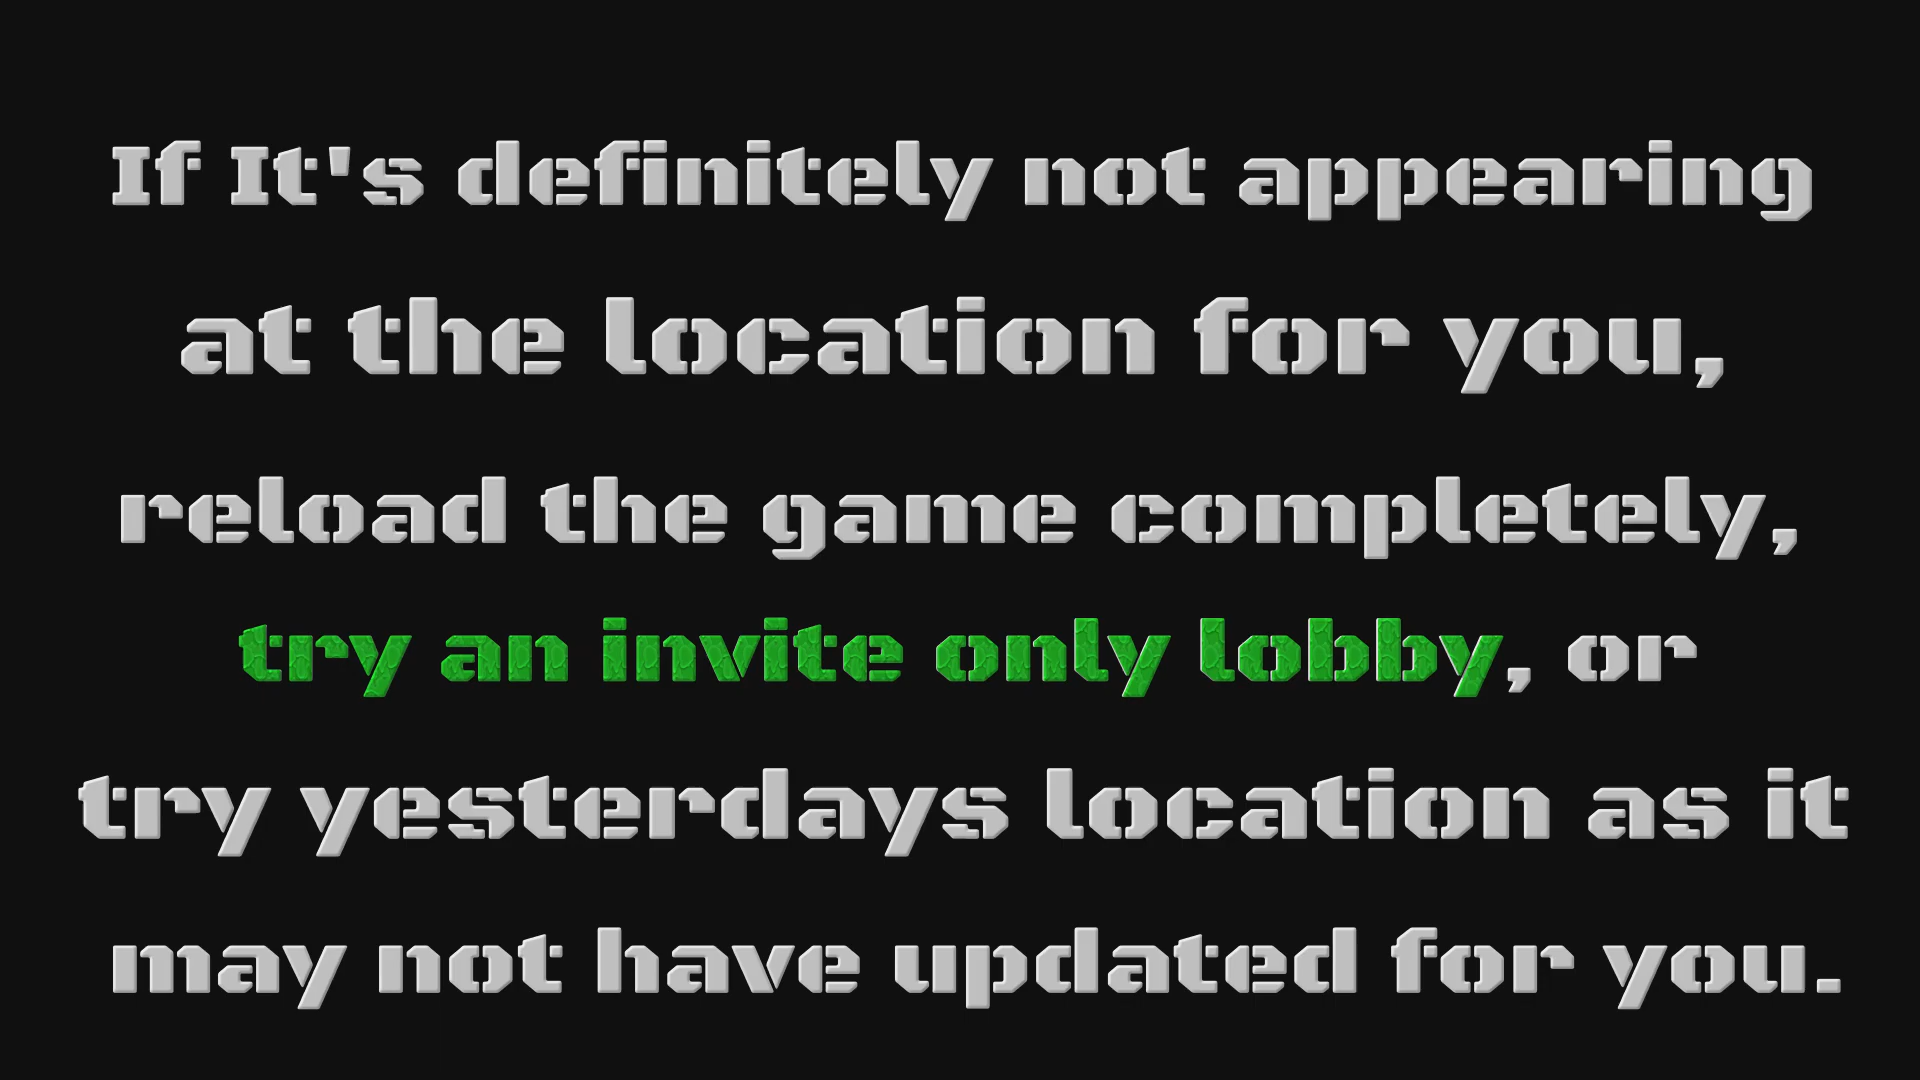 If It's definitely not appearing
at the location for you,
reload the game completely,
try an invite only lobby, or
try yesterdays location as it
may not have updated for you.